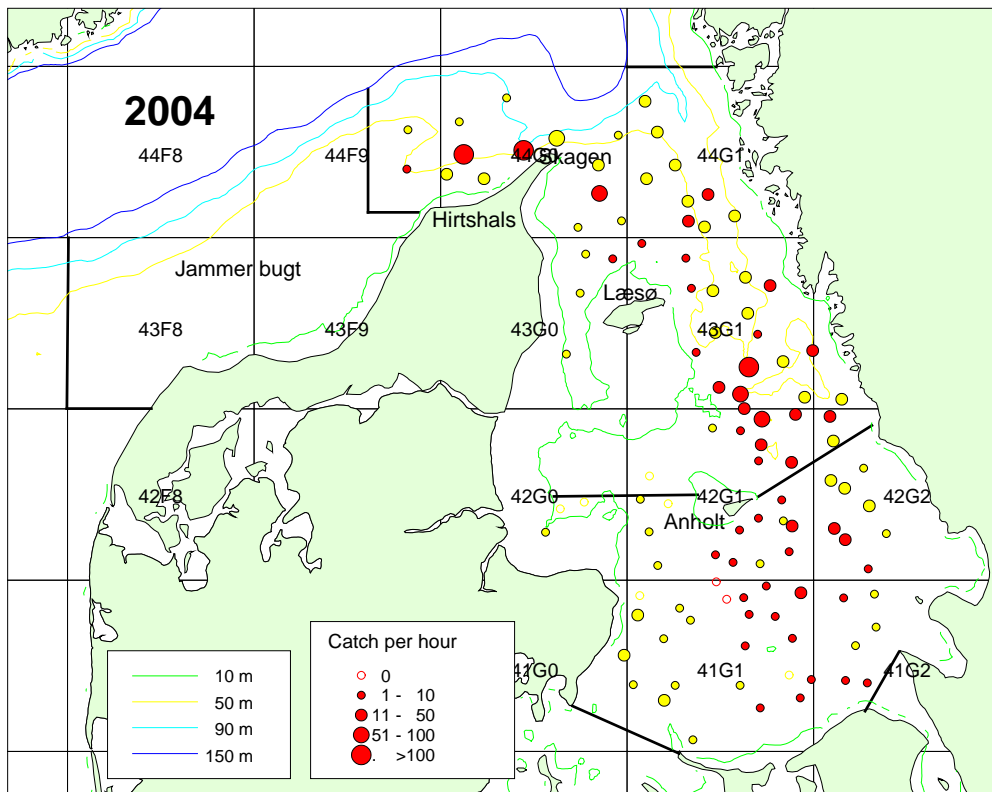 2004
44F8
44F9
44G0
Skagen
44G1
Hirtshals
Jammer bugt
Læsø
43F8
43F9
43G0
43G1
42F8
42G0
42G1
42G2
Anholt
41G0
41G1
41G2
10 m
50 m
90 m
150 m
Catch per hour
0
1 - 10
11 - 50
51 - 100
. >100